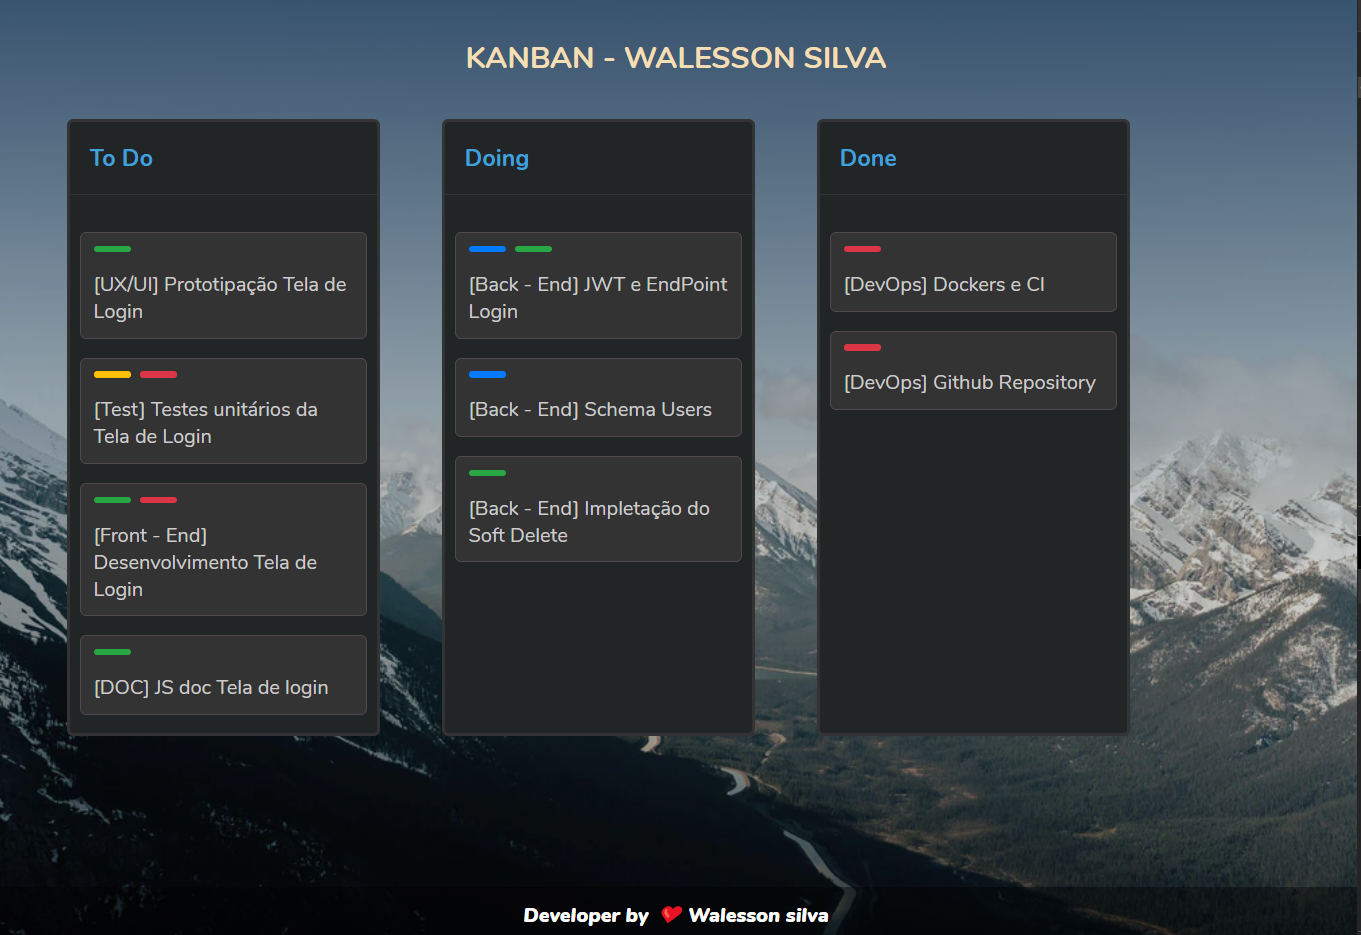 KANBAN - WALESSON SILVA
To Do
[UX/UI] Prototipação Tela de
Login
[Test] Testes unitários da
Tela de Login
[Front - End]
Desenvolvimento Tela de
Login
[DOC] JS doc Tela de login
Doing
[Back - End] JWT e EndPoint
Login
[Back - End] Schema Users
[Back - End] Impletação do
Soft Delete
Done
[DevOps] Dockers e CI
[DevOps] Github Repository
Developer by ❤️ Walesson silva